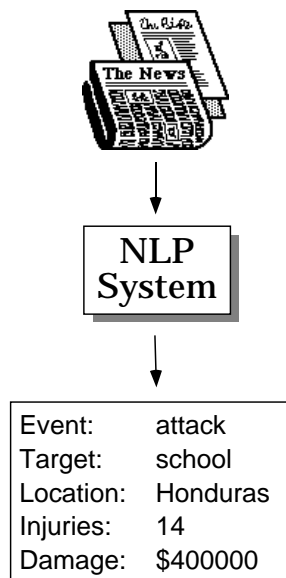 The News
NLP
System
Event: attack
Target: school
Location: Honduras
Injuries: 14
Damage: $400000